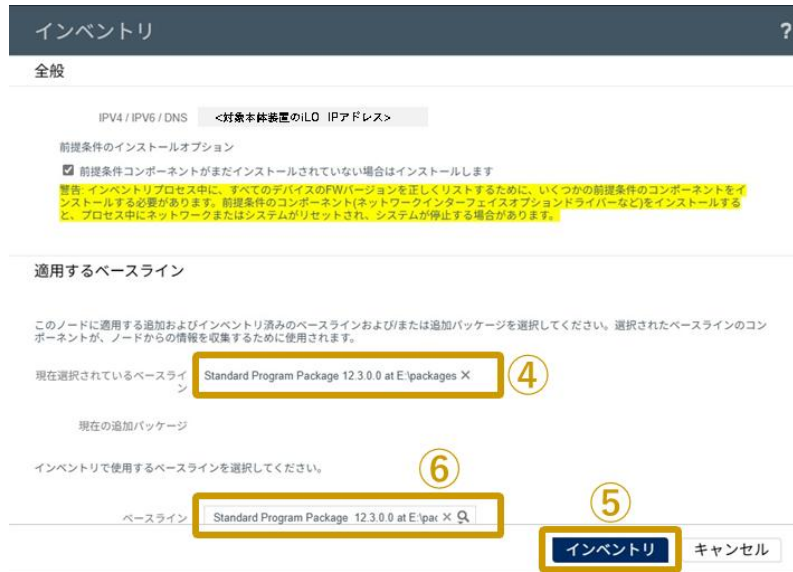 インベントリ ?
全般
IPV4 / IPV6 / DNS <対象本体装置のiLO IPアドレス>
前提条件のインストールオプション
前提条件コンポーネントがまだインストールされていない場合はインストールします
警告: インベントリプロセス中に、すべてのデバイスのFWバージョンを正しくリストするために、いくつかの前提条件のコンポーネントをイ
ンストールする必要があります。前提条件のコンポーネント(ネットワークインターフェイスオプションドライバーなど)をインストールする
と、プロセス中にネットワークまたはシステムがリセットされ、システムが停止する場合があります。
適用するベースライン
このノードに適用する追加およびインベントリ済みのベースラインおよび/または追加パッケージを選択してください。選択されたベースラインのコン
ポーネントが、ノードからの情報を収集するために使用されます。
現在選択されているベースライ
ン
Standard Program Package 12.3.0.0 at E:\packages ✕
④
現在の追加パッケージ
インベントリで使用するベースラインを選択してください。
⑥
ベースライン Standard Program Package 12.3.0.0 at E:\pac ✕
⑤
インベントリ キャンセル